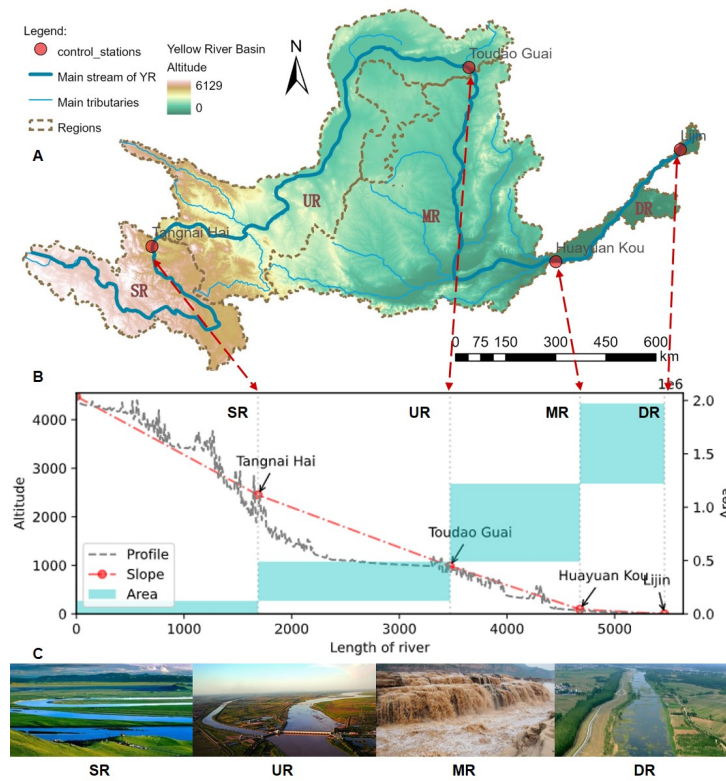 Legend:
control_stations
Main stream of YR
Main tributaries
Regions
Yellow River Basin
Altitude
6129
0
N
Toudao Guai
Lijin
A
UR
MR
DR
Tangnai Hai
Huayuan Kou
SR
0 75 150 300 450 600
km
B
1e6
SR UR MR DR
4000
3000
2000
1000
0
Altitude
2.0
1.5
1.0
0.5
0.0
Area
Tangnai Hai
Toudao Guai
Huayuan Kou
Lijin
Profile
Slope
Area
0 1000 2000 3000 4000 5000
Length of river
C
SR UR MR DR